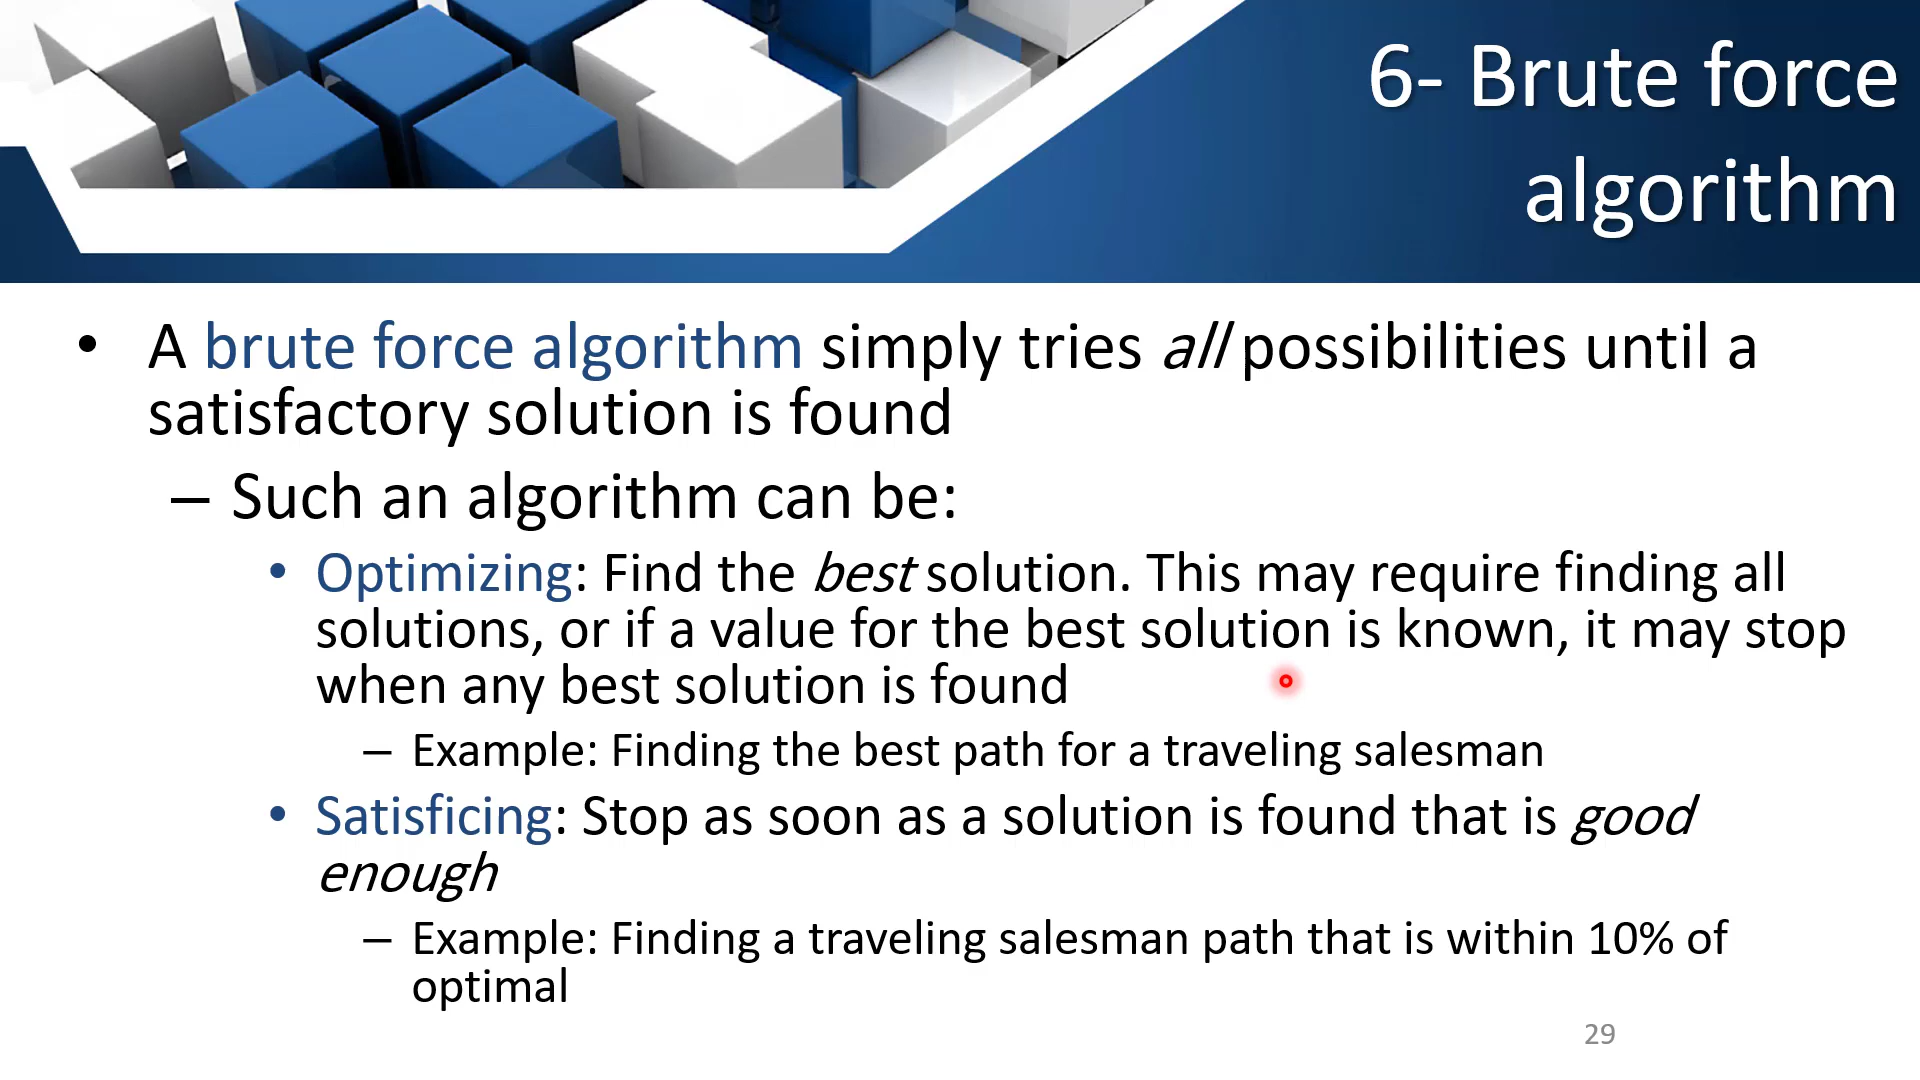 6- Brute force
algorithm
• A brute force algorithm simply tries all possibilities until a
satisfactory solution is found
– Such an algorithm can be:
• Optimizing: Find the best solution. This may require finding all
solutions, or if a value for the best solution is known, it may stop
when any best solution is found
– Example: Finding the best path for a traveling salesman
• Satisficing: Stop as soon as a solution is found that is good
enough
– Example: Finding a traveling salesman path that is within 10% of
optimal
29